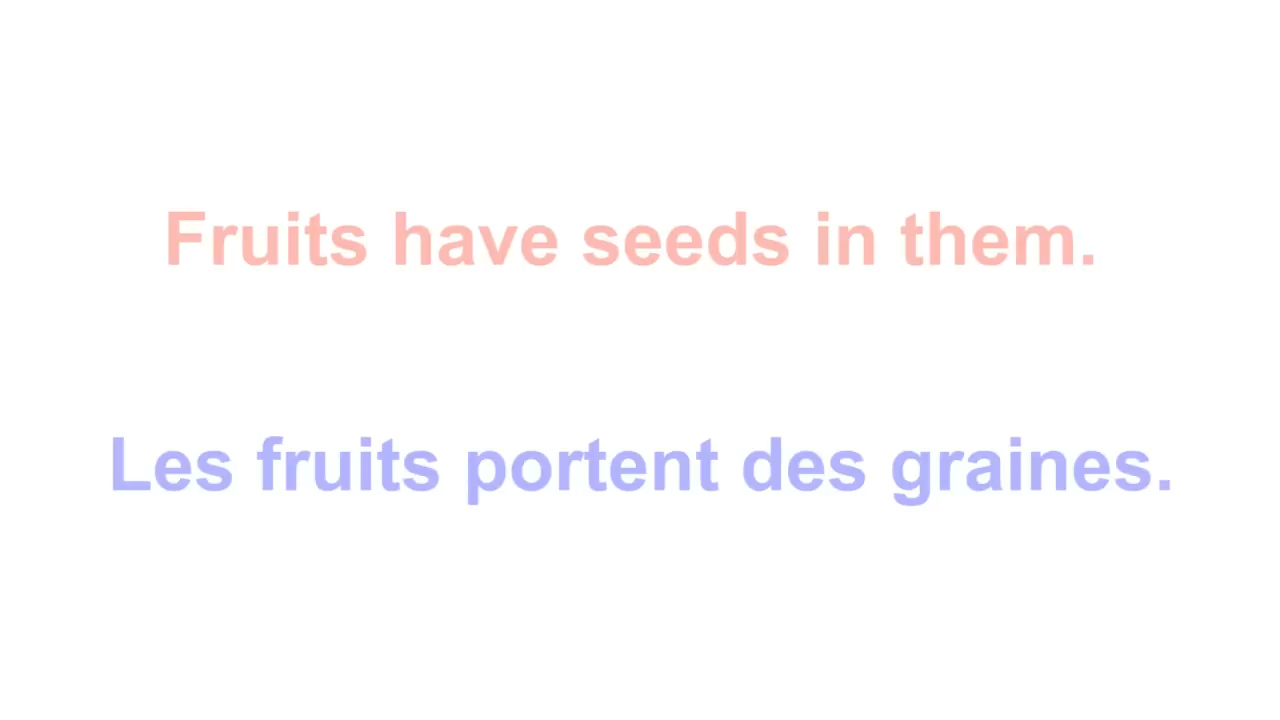 Fruits have seeds in them.
Les fruits portent des graines.